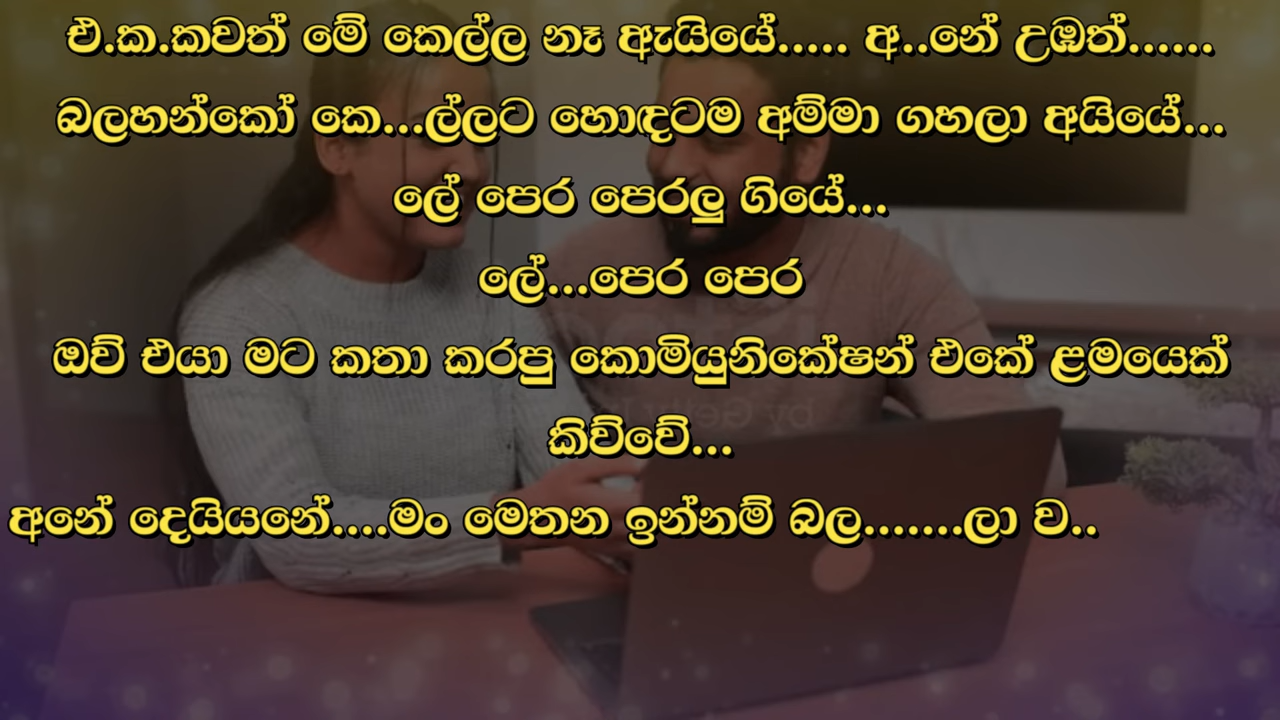 එ.ක.කවත් මේ කෙල්ල නෑ ඇයියේ..... අ..නේ උඹත්......
බලහන්කෝ කෙ...ල්ලට හොඳටම අම්මා ගහලා අයියේ...
ලේ පෙර පෙරලු ගියේ...
ලේ...පෙර පෙර
ඔව් එයා මට කතා කරපු කොමියුනිකේෂන් එකේ ළමයෙක්
කිව්වේ...
අනේ දෙයියනේ....මං මෙතන ඉන්නම් බල.......ලා ව..